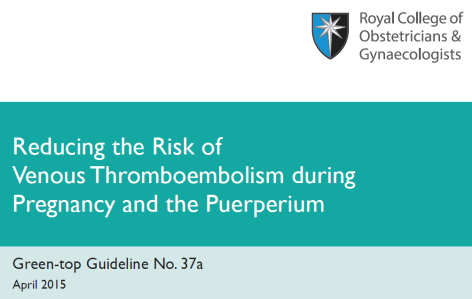 Royal College of
Obstetricians &
Gynaecologists
Reducing the Risk of
Venous Thromboembolism during
Pregnancy and the Puerperium
Green-top Guideline No. 37a
April 2015